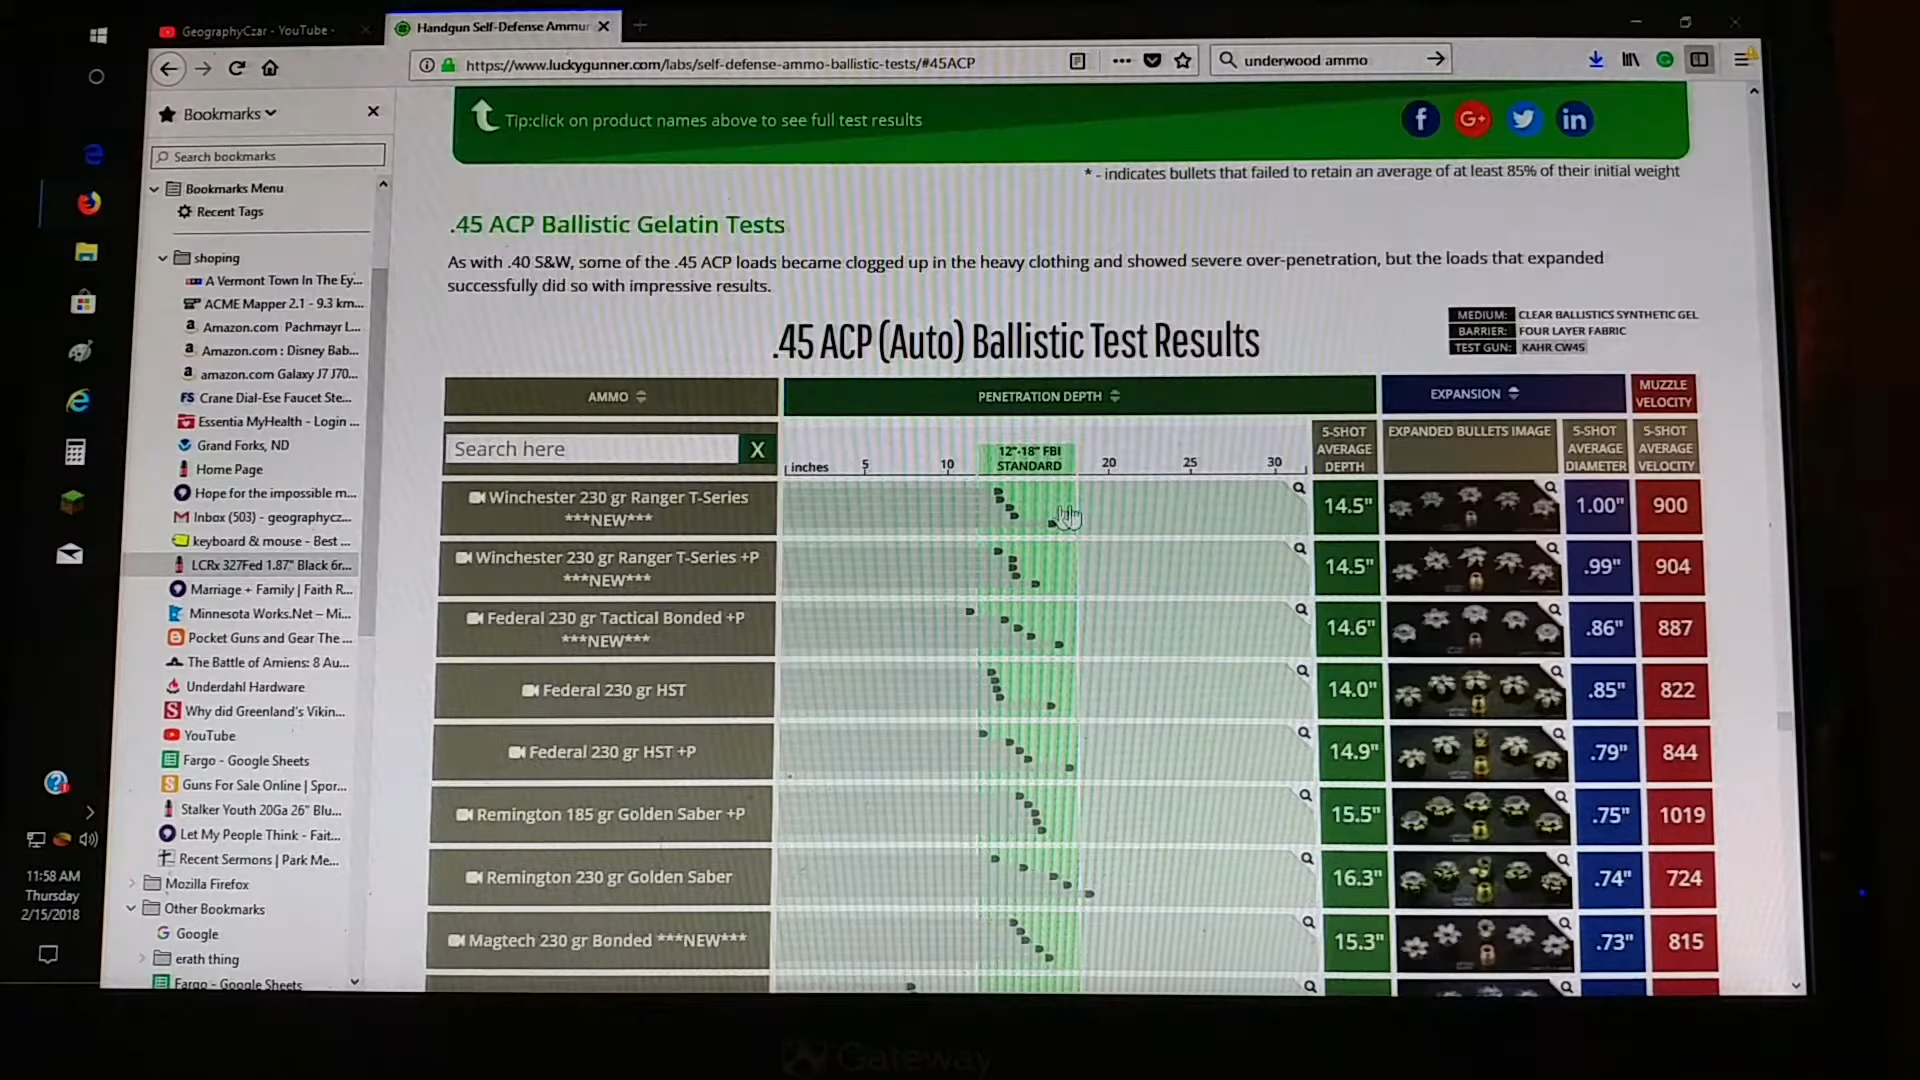 GeographyCzar - YouTube -
Handgun Self-Defense Ammun
https://www.luckygunner.com/labs/self-defense-ammo-ballistic-tests/#45ACP
underwood ammo
Bookmarks
Search bookmarks
Bookmarks Menu
Recent Tags
shoping
A Vermont Town In The Ey...
ACME Mapper 2.1 - 9.3 km...
Amazon.com Pachmayr L...
Amazon.com : Disney Bab...
amazon.com Galaxy J7 J70...
Crane Dial-Ese Faucet Ste...
Essentia MyHealth - Login ...
Grand Forks, ND
Home Page
Hope for the impossible m...
Inbox (503) - geographycz...
keyboard & mouse - Best ...
LCRx 327Fed 1.87" Black 6r...
Marriage + Family | Faith R...
Minnesota Works.Net – Mi...
Pocket Guns and Gear The ...
The Battle of Amiens: 8 Au...
Underdahl Hardware
Why did Greenland's Vikin...
YouTube
Fargo - Google Sheets
Guns For Sale Online | Spor...
Stalker Youth 20Ga 26" Blu...
Let My People Think - Fait...
Recent Sermons | Park Me...
Mozilla Firefox
Other Bookmarks
Google
erath thing
Fargo - Google Sheets
11:58 AM
Thursday
2/15/2018
Tip:click on product names above to see full test results
* - indicates bullets that failed to retain an average of at least 85% of their initial weight
.45 ACP Ballistic Gelatin Tests
As with .40 S&W, some of the .45 ACP loads became clogged up in the heavy clothing and showed severe over-penetration, but the loads that expanded
successfully did so with impressive results.
.45 ACP (Auto) Ballistic Test Results
MEDIUM: CLEAR BALLISTICS SYNTHETIC GEL
BARRIER: FOUR LAYER FABRIC
TEST GUN: KAHR CW45
AMMO
PENETRATION DEPTH
EXPANSION
MUZZLE
VELOCITY
Search here
X
inches 5 10
12"-18" FBI
STANDARD
20 25 30
5-SHOT
AVERAGE
DEPTH
EXPANDED BULLETS IMAGE
5-SHOT
AVERAGE
DIAMETER
5-SHOT
AVERAGE
VELOCITY
Winchester 230 gr Ranger T-Series
***NEW***
14.5" 1.00" 900
Winchester 230 gr Ranger T-Series +P
***NEW***
14.5" .99" 904
Federal 230 gr Tactical Bonded +P
***NEW***
14.6" .86" 887
Federal 230 gr HST
14.0" .85" 822
Federal 230 gr HST +P
14.9" .79" 844
Remington 185 gr Golden Saber +P
15.5" .75" 1019
Remington 230 gr Golden Saber
16.3" .74" 724
Magtech 230 gr Bonded ***NEW***
15.3" .73" 815
Gateway